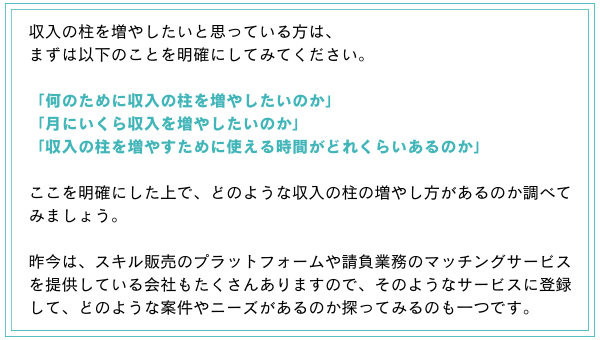 収入の柱を増やしたいと思っている方は、
まずは以下のことを明確にしてみてください。
「何のために収入の柱を増やしたいのか」
「月にいくら収入を増やしたいのか」
「収入の柱を増やすために使える時間がどれくらいあるのか」
ここを明確にした上で、どのような収入の柱の増やし方があるのか調べて
みましょう。
昨今は、スキル販売のプラットフォームや請負業務のマッチングサービス
を提供している会社もたくさんありますので、そのようなサービスに登録
して、どのような案件やニーズがあるのか探ってみるのも一つです。